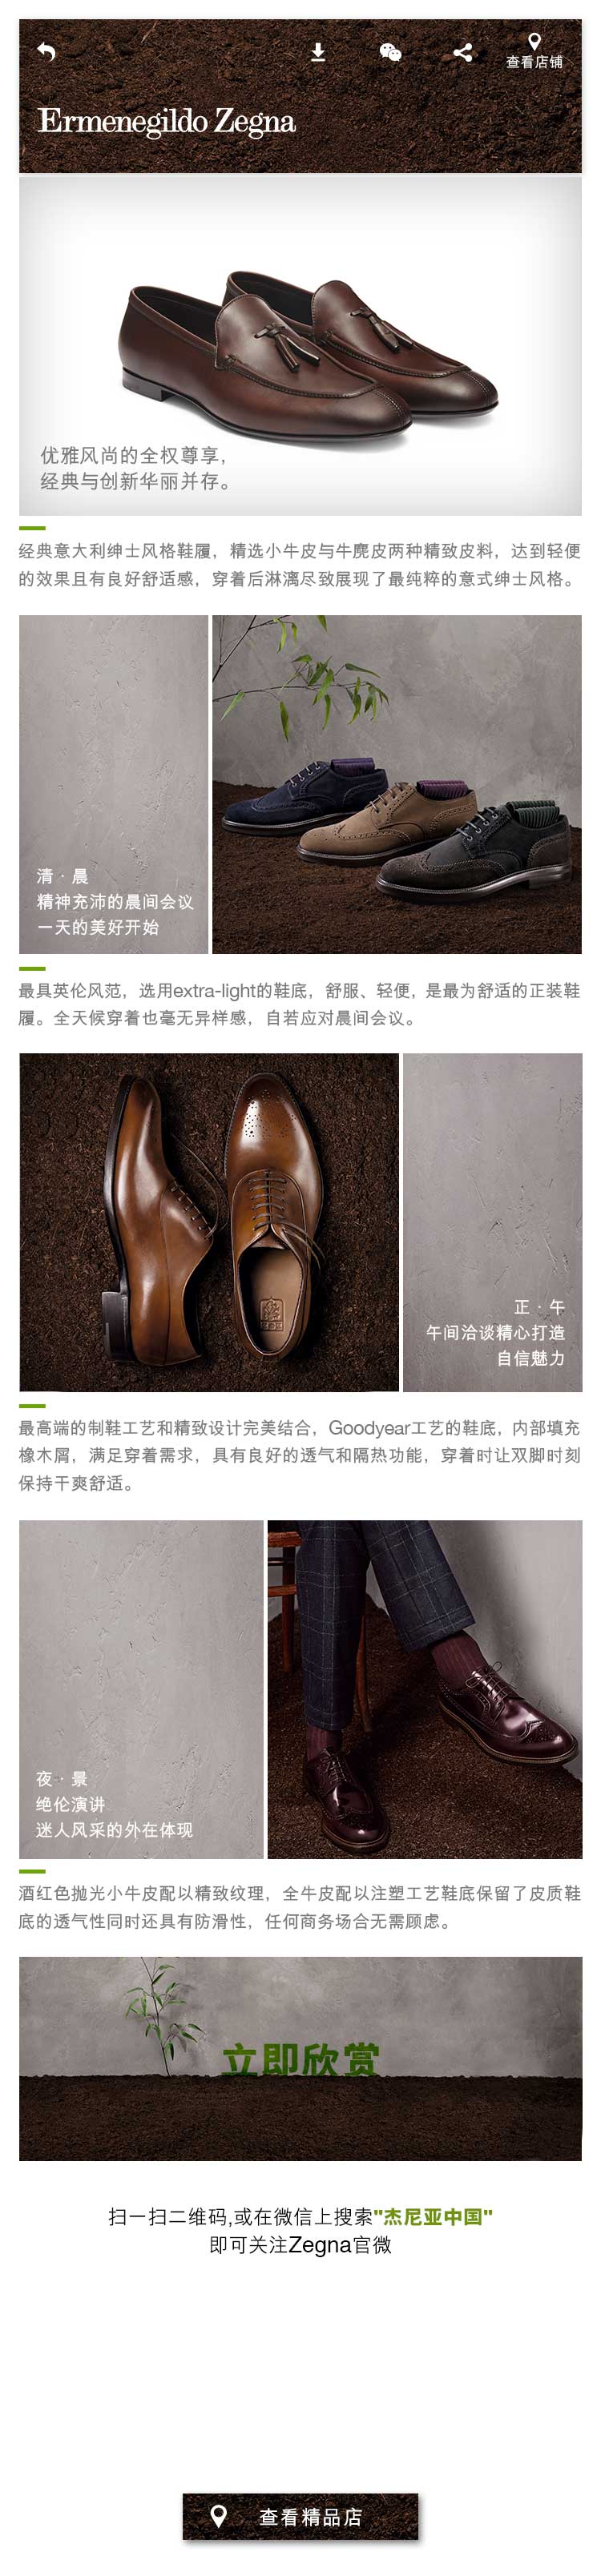 查看店铺
Ermenegildo Zegna
优雅风尚的全权尊享，
经典与创新华丽并存。
经典意大利绅士风格鞋履，精选小牛皮与牛麂皮两种精致皮料，达到轻便
的效果且有良好舒适感，穿着后淋漓尽致展现了最纯粹的意式绅士风格。
清·晨
精神充沛的晨间会议
一天的美好开始
最具英伦风范，选用extra-light的鞋底，舒服、轻便，是最为舒适的正装鞋
履。全天候穿着也毫无异样感，自若应对晨间会议。
正·午
午间洽谈精心打造
自信魅力
最高端的制鞋工艺和精致设计完美结合，Goodyear工艺的鞋底，内部填充
橡木屑，满足穿着需求，具有良好的透气和隔热功能，穿着时让双脚时刻
保持干爽舒适。
夜·景
绝伦演讲
迷人风采的外在体现
酒红色抛光小牛皮配以精致纹理，全牛皮配以注塑工艺鞋底保留了皮质鞋
底的透气性同时还具有防滑性，任何商务场合无需顾虑。
立即欣赏
扫一扫二维码,或在微信上搜索"杰尼亚中国"
即可关注Zegna官微
查看精品店